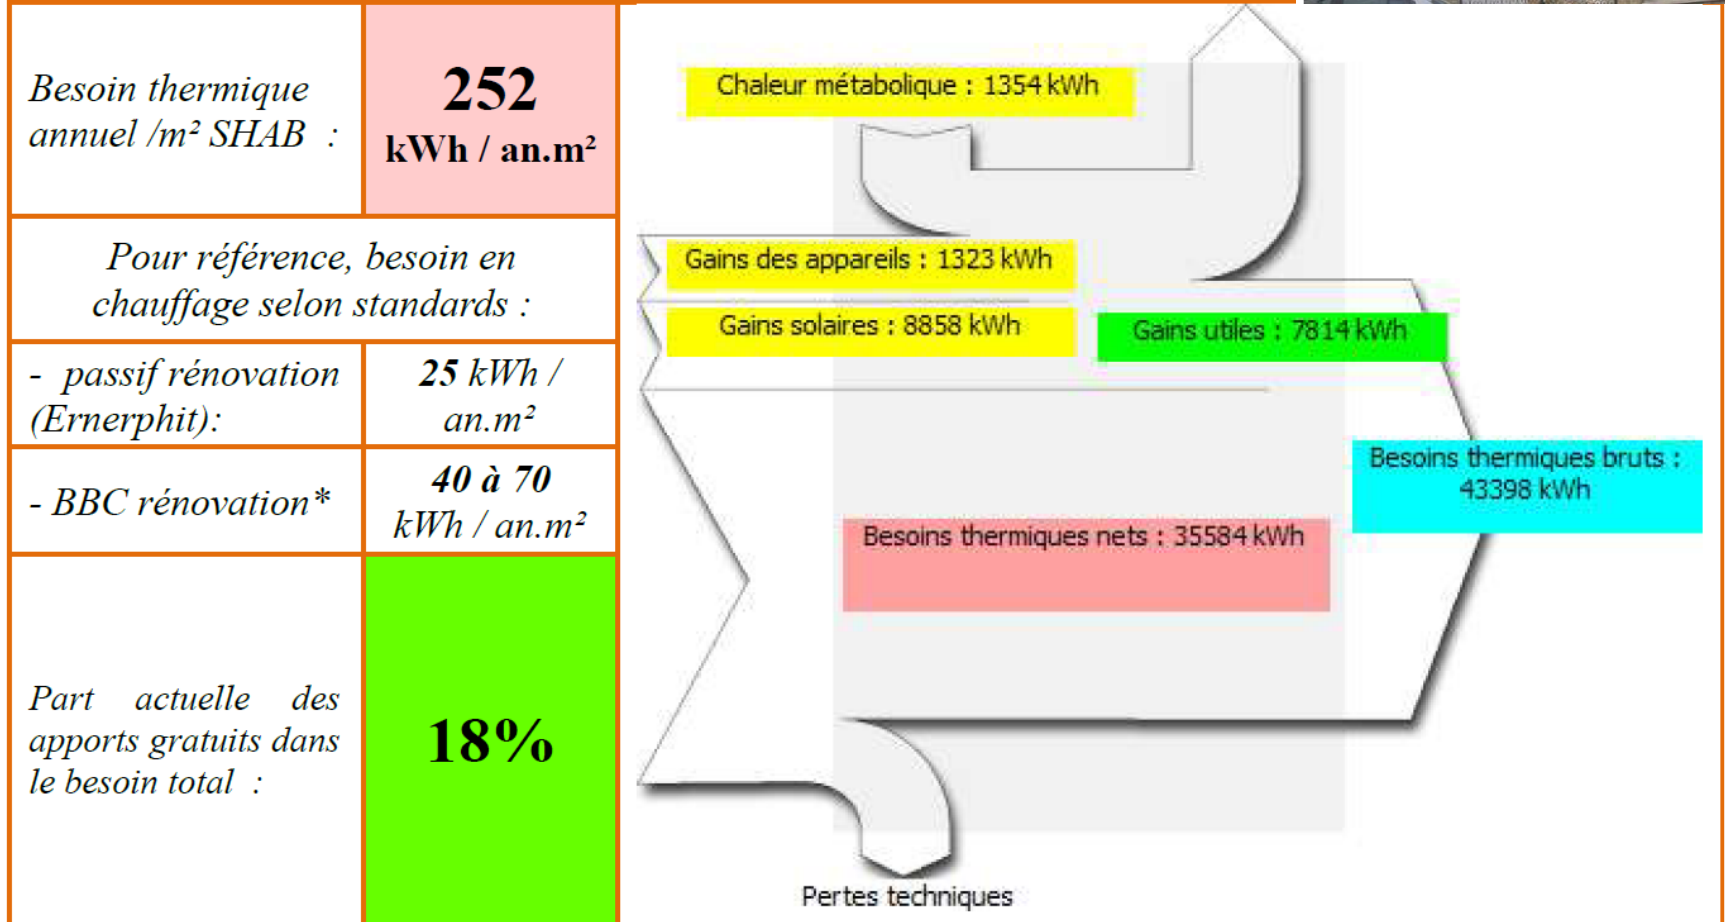 Besoin thermique
annuel /m² SHAB :
252
kWh / an.m²
Pour référence, besoin en
chauffage selon standards :
- passif rénovation
(Ernerphit):
25 kWh /
an.m²
- BBC rénovation*
40 à 70
kWh / an.m²
Part actuelle des
apports gratuits dans
le besoin total :
18%
Chaleur métabolique : 1354 kWh
Gains des appareils : 1323 kWh
Gains solaires : 8858 kWh
Gains utiles : 7814 kWh
Besoins thermiques bruts :
43398 kWh
Besoins thermiques nets : 35584 kWh
Pertes techniques